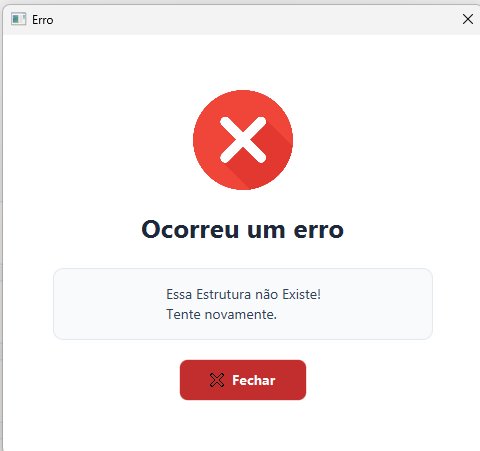 Erro
Ocorreu um erro
Essa Estrutura não Existe!
Tente novamente.
Fechar